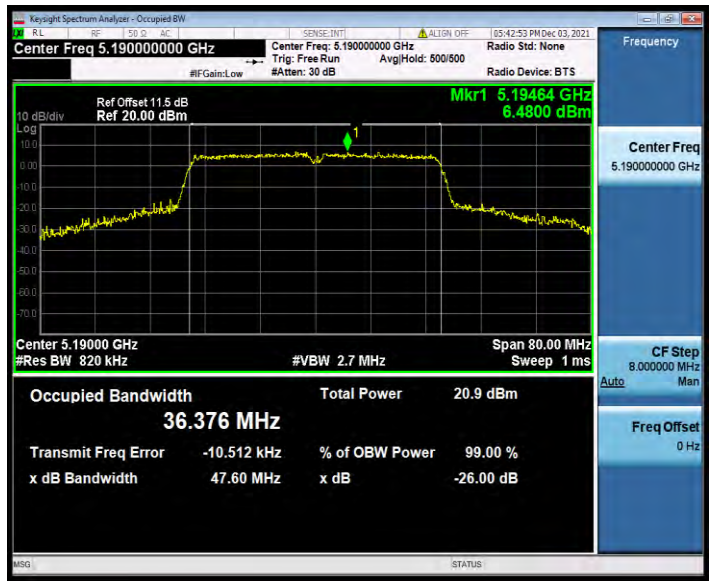 Keysight Spectrum Analyzer - Occupied BW
RL RF 50 Ω AC SENSE:INT ALIGN OFF 05:42:53 PM Dec 03, 2021
Center Freq 5.190000000 GHz
Center Freq: 5.190000000 GHz
Radio Std: None
Trig: Free Run Avg|Hold: 500/500
#IFGain:Low
#Atten: 30 dB
Radio Device: BTS
Ref Offset 11.5 dB
10 dB/div Ref 20.00 dBm
Mkr1 5.19464 GHz
6.4800 dBm
Log
1
10.0
0.00
-10.0
-20.0
-30.0
-40.0
-50.0
-60.0
-70.0
Center 5.19000 GHz
Span 80.00 MHz
#Res BW 820 kHz
#VBW 2.7 MHz
Sweep 1 ms
Occupied Bandwidth
Total Power 20.9 dBm
36.376 MHz
Transmit Freq Error -10.512 kHz
% of OBW Power 99.00 %
x dB Bandwidth 47.60 MHz
x dB -26.00 dB
MSG
STATUS
Frequency
Center Freq
5.190000000 GHz
CF Step
8.000000 MHz
Auto Man
Freq Offset
0 Hz